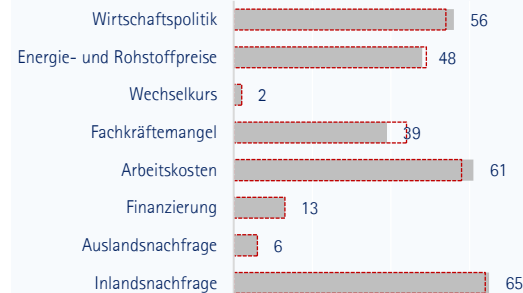 Wirtschaftspolitik 56
Energie- und Rohstoffpreise 48
Wechselkurs 2
Fachkräftemangel 39
Arbeitskosten 61
Finanzierung 13
Auslandsnachfrage 6
Inlandsnachfrage 65